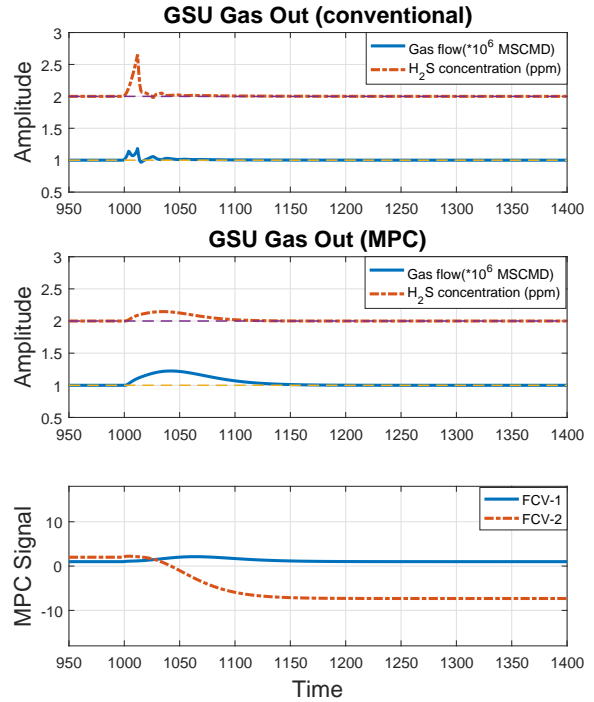 GSU Gas Out (conventional)
3
2.5
2
1.5
1
0.5
Amplitude
Gas flow(*10^6 MSCMD)
H_2S concentration (ppm)
950 1000 1050 1100 1150 1200 1250 1300 1350 1400
GSU Gas Out (MPC)
3
2.5
2
1.5
1
0.5
Amplitude
Gas flow(*10^6 MSCMD)
H_2S concentration (ppm)
950 1000 1050 1100 1150 1200 1250 1300 1350 1400
10
0
-10
MPC Signal
FCV-1
FCV-2
950 1000 1050 1100 1150 1200 1250 1300 1350 1400
Time